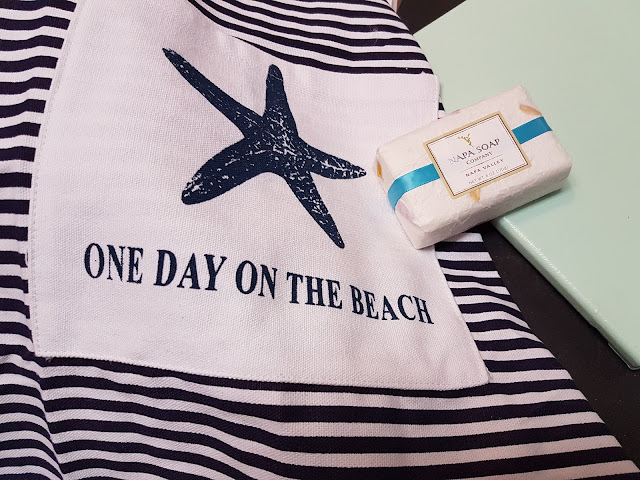 ONE DAY ON THE BEACH
NAPA SOAP
COMPANY
NAPA VALLEY